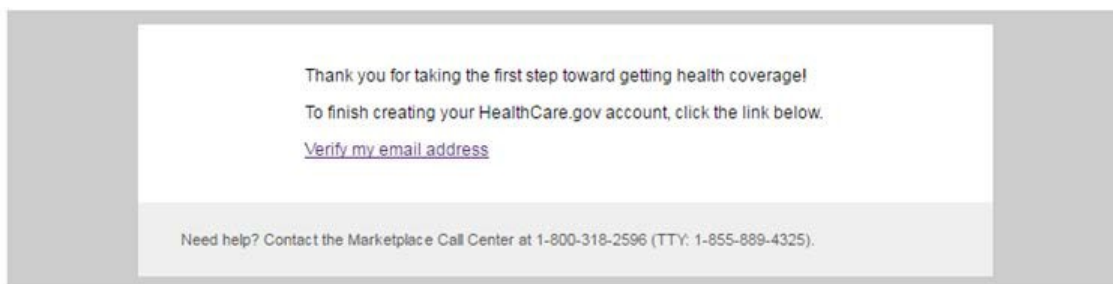 Thank you for taking the first step toward getting health coverage!
To finish creating your HealthCare.gov account, click the link below.
Verify my email address
Need help? Contact the Marketplace Call Center at 1-800-318-2596 (TTY: 1-855-889-4325).